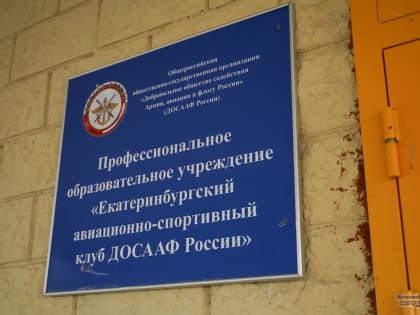 Общероссийская
общественно-государственная организация
«Добровольное общество содействия
Армии, авиации и флоту России»
(ДОСААФ России)
Профессиональное
образовательное учреждение
«Екатеринбургский
авиационно-спортивный
клуб ДОСААФ России»